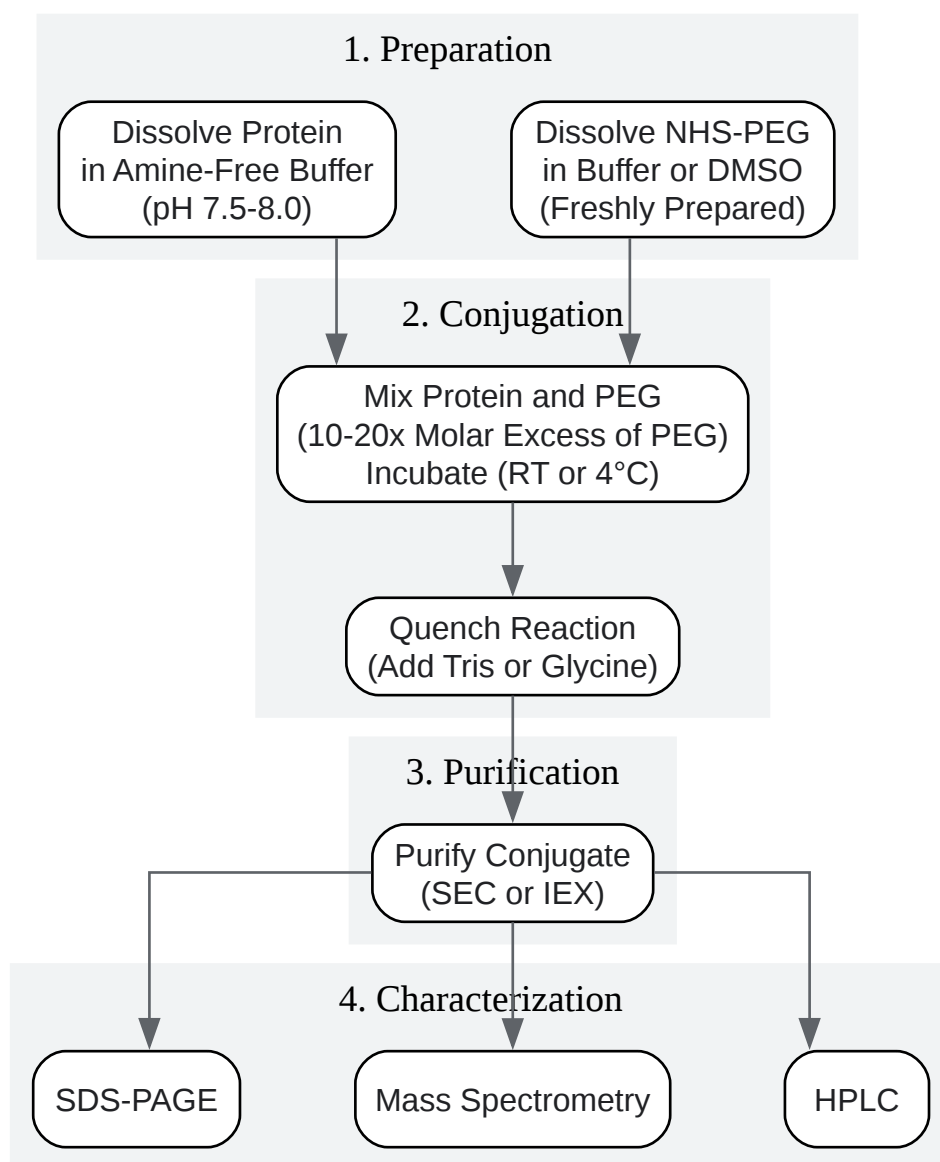 1. Preparation
Dissolve Protein
in Amine-Free Buffer
(pH 7.5-8.0)
Dissolve NHS-PEG
in Buffer or DMSO
(Freshly Prepared)
2. Conjugation
Mix Protein and PEG
(10-20x Molar Excess of PEG)
Incubate (RT or 4°C)
Quench Reaction
(Add Tris or Glycine)
3. Purification
Purify Conjugate
(SEC or IEX)
4. Characterization
SDS-PAGE
Mass Spectrometry
HPLC